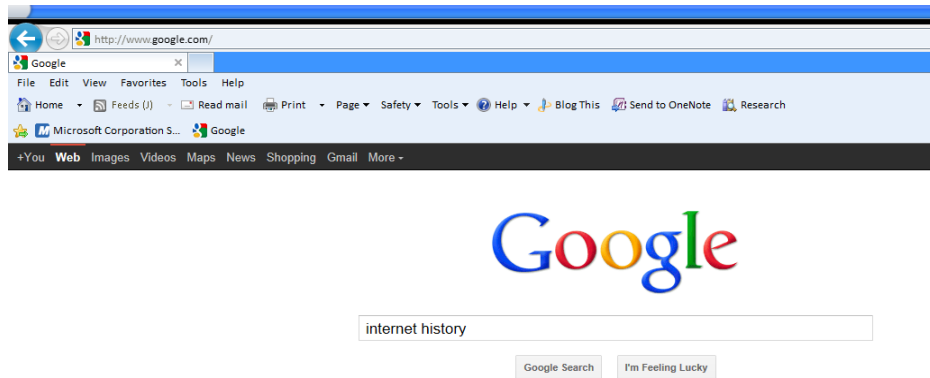 http://www.google.com/
Google
File Edit View Favorites Tools Help
Home Feeds (J) Read mail Print Page Safety Tools Help Blog This Send to OneNote Research
Microsoft Corporation S... Google
+You Web Images Videos Maps News Shopping Gmail More
Google
internet history
Google Search I'm Feeling Lucky